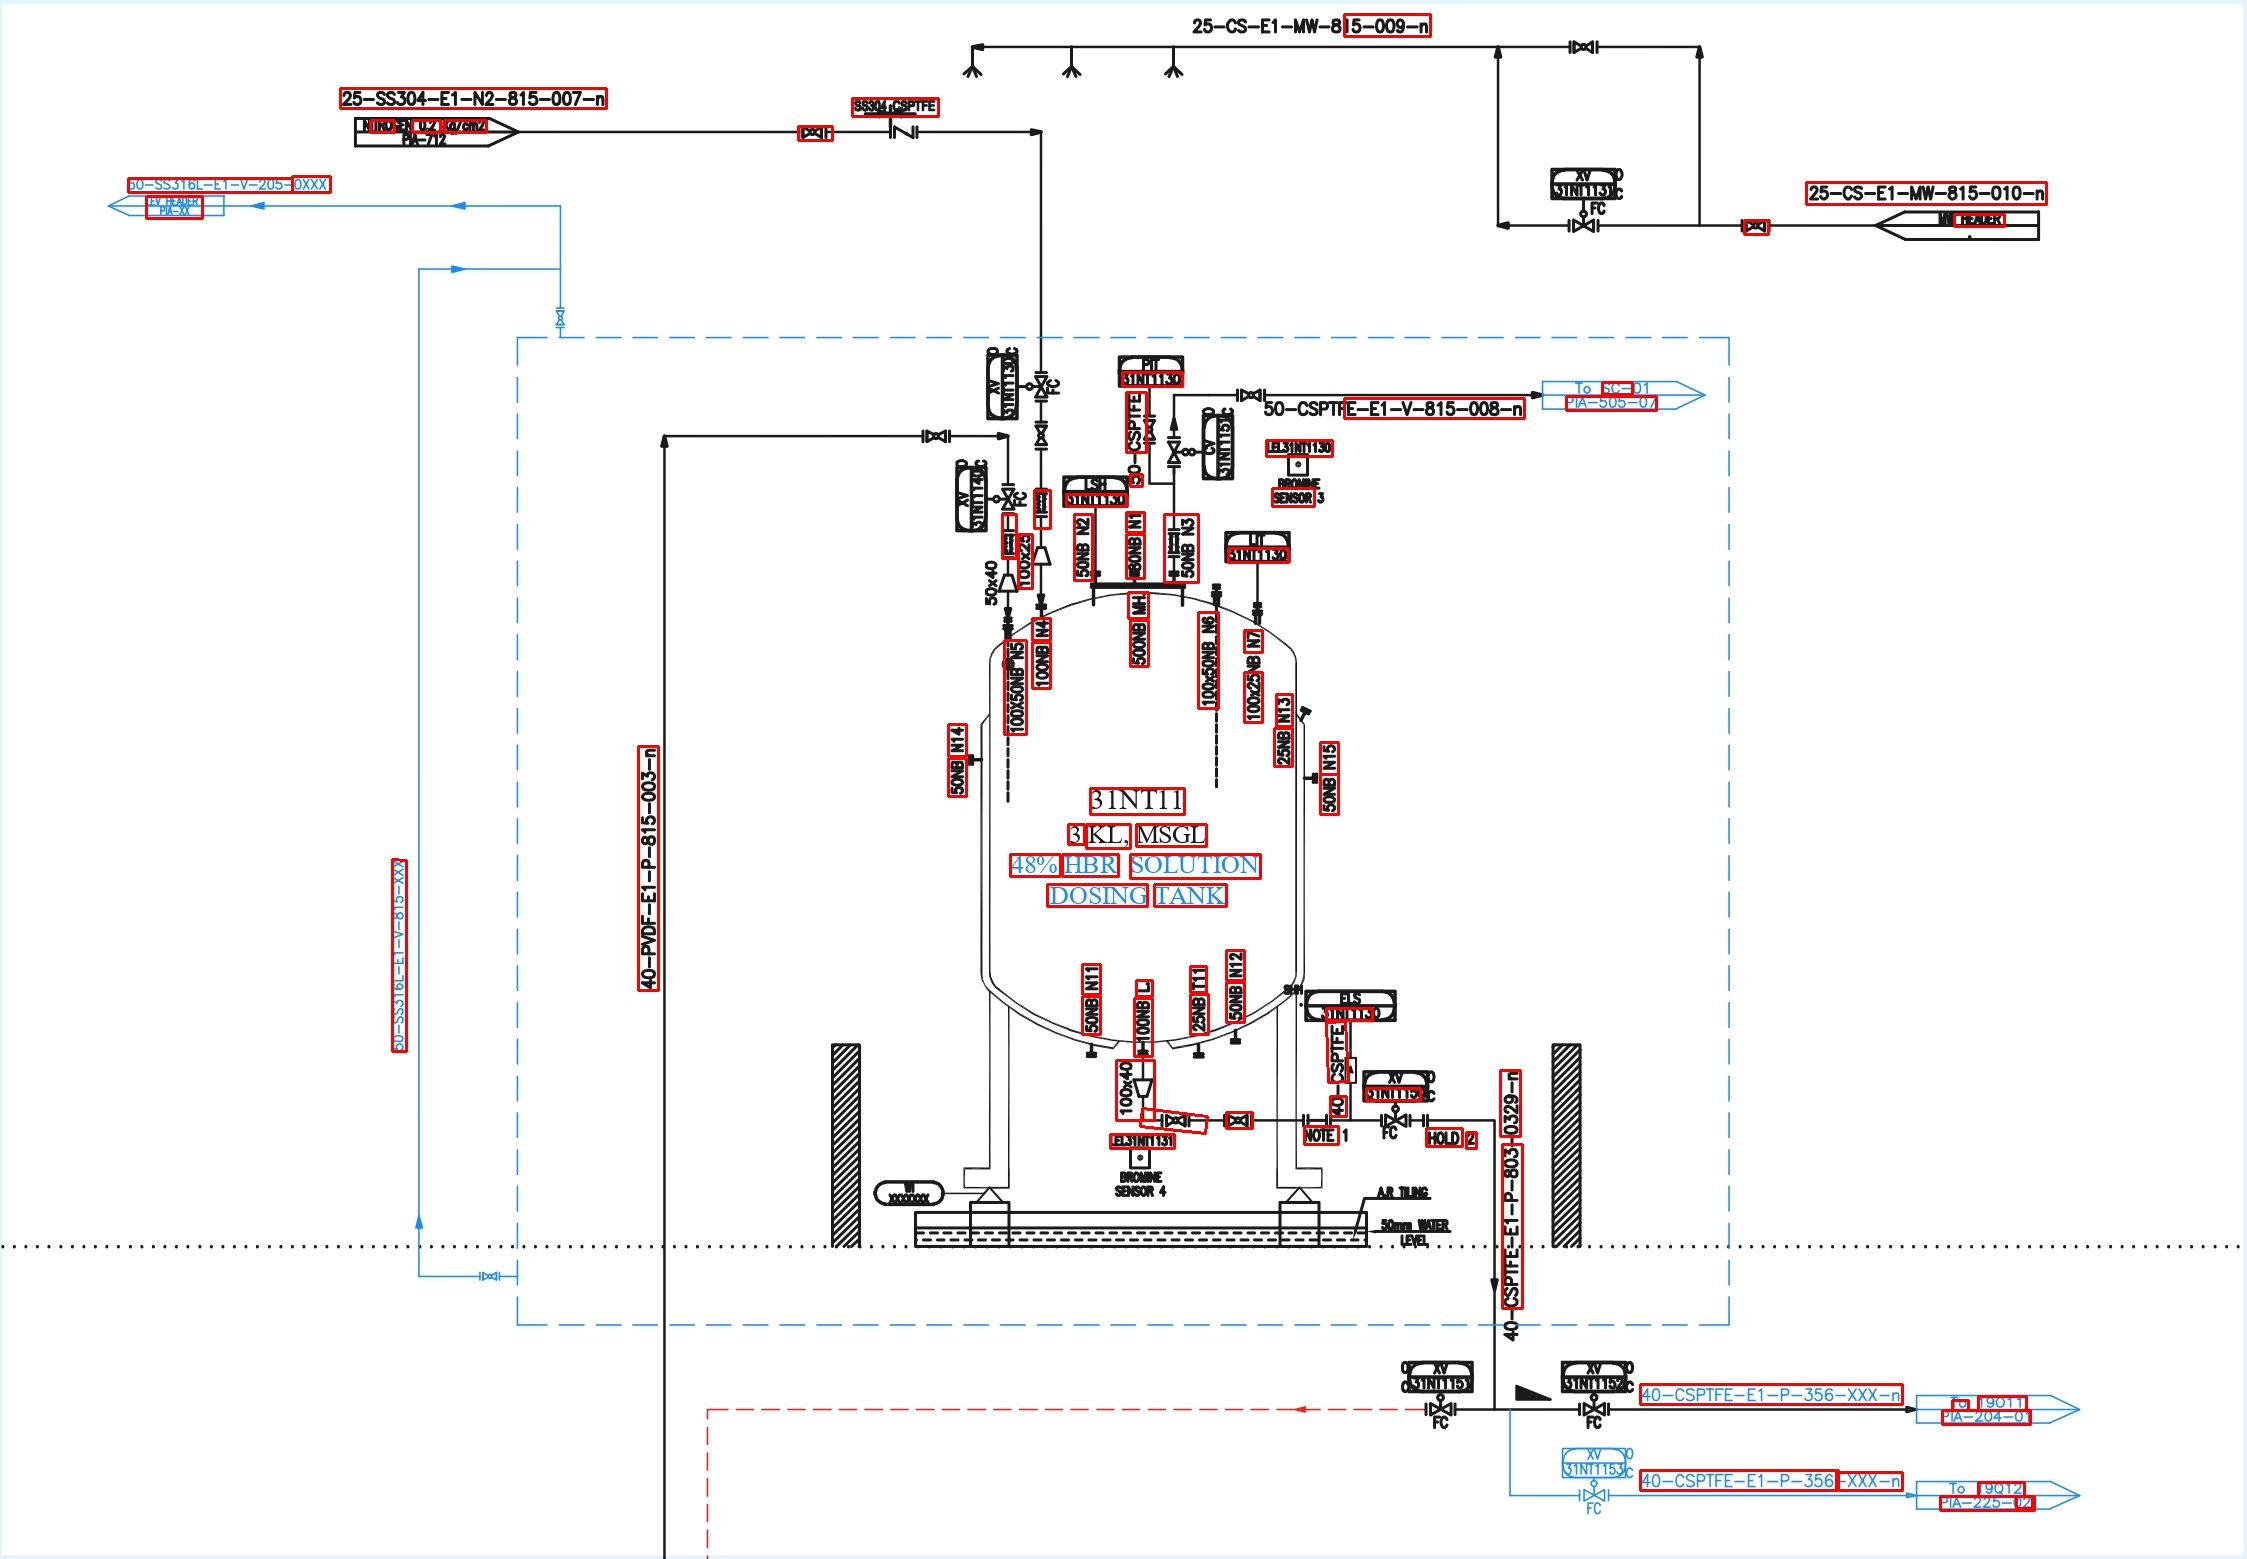 25-CS-E1-MW-815-009-n
25-SS304-E1-N2-815-007-n
SS304 CSPTFE
NITROGEN 0.2 Kg/cm2
PIA-712
50-SS316L-E1-V-205-0XXX
EV HEADER
PIA-XX
XV
31NT1131
O
C
FC
25-CS-E1-MW-815-010-n
MW HEADER
XV
31NT1130
O
C
FC
PIT
31NT1130
50 CSPTFE
50-CSPTFE-E1-V-815-008-n
To SC-01
PIA-505-07
CV
31NT1151
O
C
LEL31NT1130
BROMINE
SENSOR 3
XV
31NT1140
O
C
FC
LSH
31NT1130
50NB N2
80NB N1
50NB N3
LIT
31NT1130
50x40
100x25
100X50NB N5
100NB N4
500NB MH
100x50NB N6
100x25NB N7
25NB N13
50NB N14
50NB N15
40-PVDF-E1-P-815-003-n
50-SS316L-E1-V-815-XXX
31NT11
3 KL, MSGL
48% HBR SOLUTION
DOSING TANK
50NB N11
100NB L1
25NB T11
50NB N12
ELS
31NT1130
40 CSPTFE
100x40
XV
O
C
FC
NOTE 1
HOLD 2
LEL31NT1131
BROMINE
SENSOR 4
WI
XXXXXXX
A.R TILING
50mm WATER
LEVEL
40-CSPTFE-E1-P-803-0329-n
XV
31NT1151
O
C
FC
XV
31NT1152
O
C
FC
40-CSPTFE-E1-P-356-XXX-n
To 19Q11
PIA-204-01
XV
31NT1153
O
C
FC
40-CSPTFE-E1-P-356-XXX-n
To 19Q12
PIA-225-02